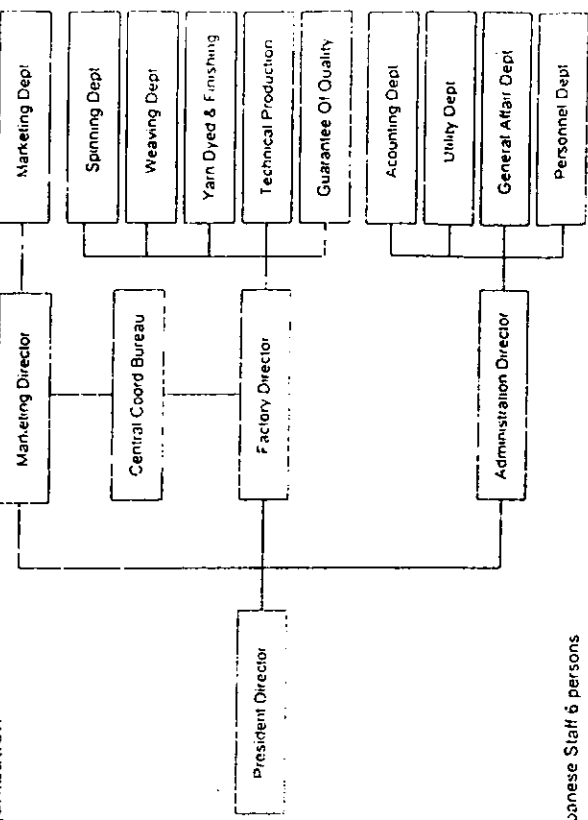 President Director
Marketing Director
Central Coord Bureau
Factory Director
Administration Director
Marketing Dept
Spinning Dept
Weaving Dept
Yarn Dyed & Finishing
Technical Production
Guarantee Of Quality
Acounting Dept
Utility Dept
General Affair Dept
Personnel Dept
Staff 6 persons